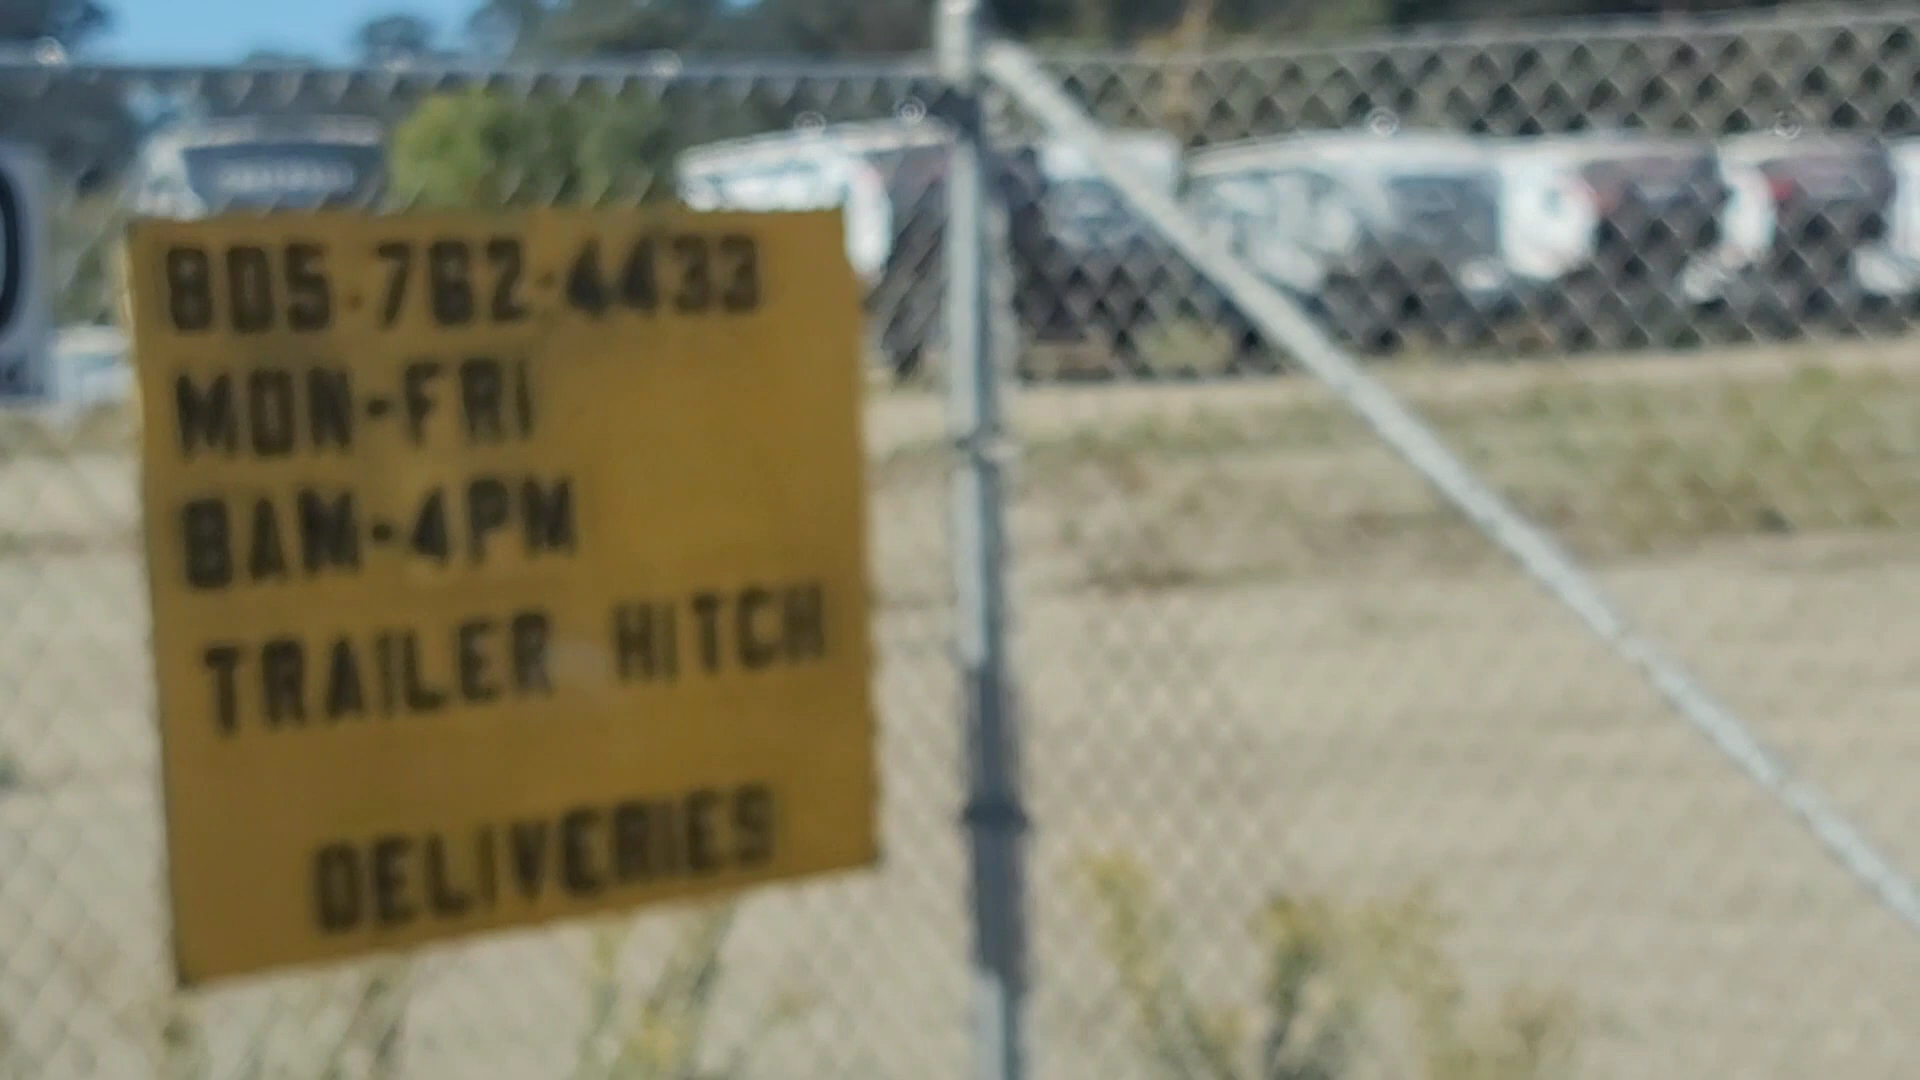 805.762.4433
MON-FRI
8AM-4PM
TRAILER HITCH
DELIVERIES